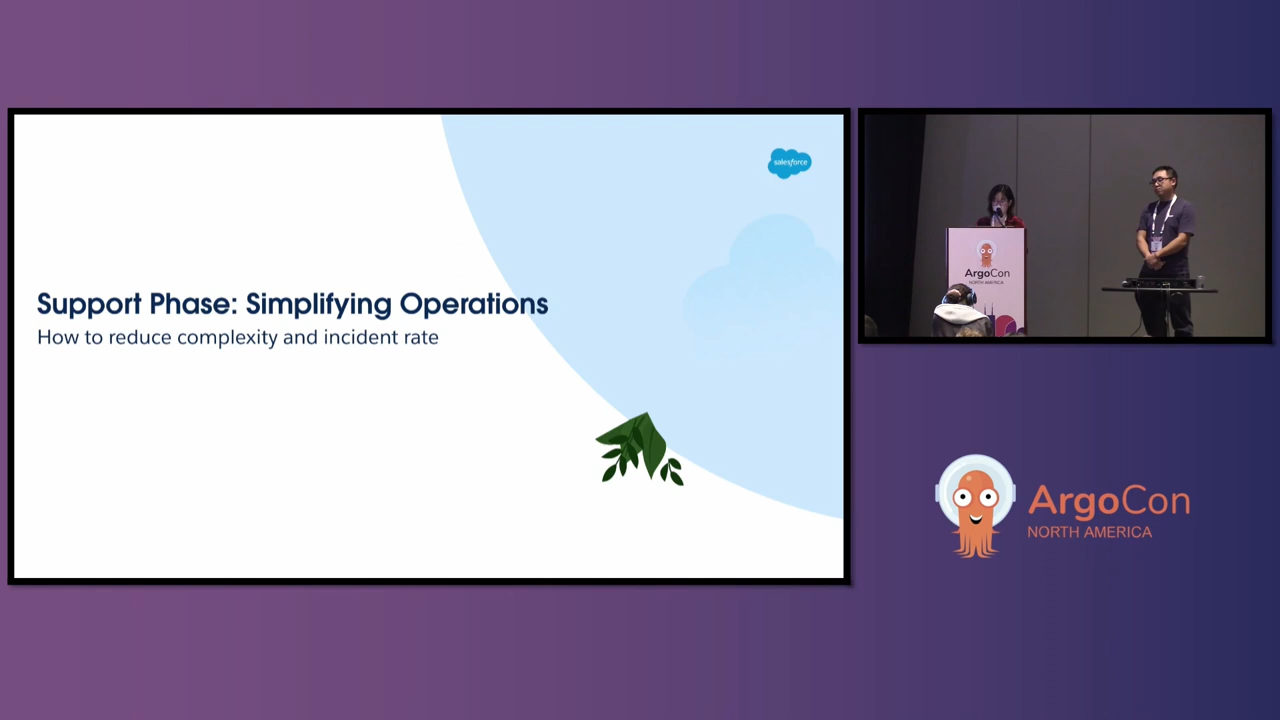 salesforce
Support Phase: Simplifying Operations
How to reduce complexity and incident rate
ArgoCon
NORTH AMERICA
ArgoCon
NORTH AMERICA